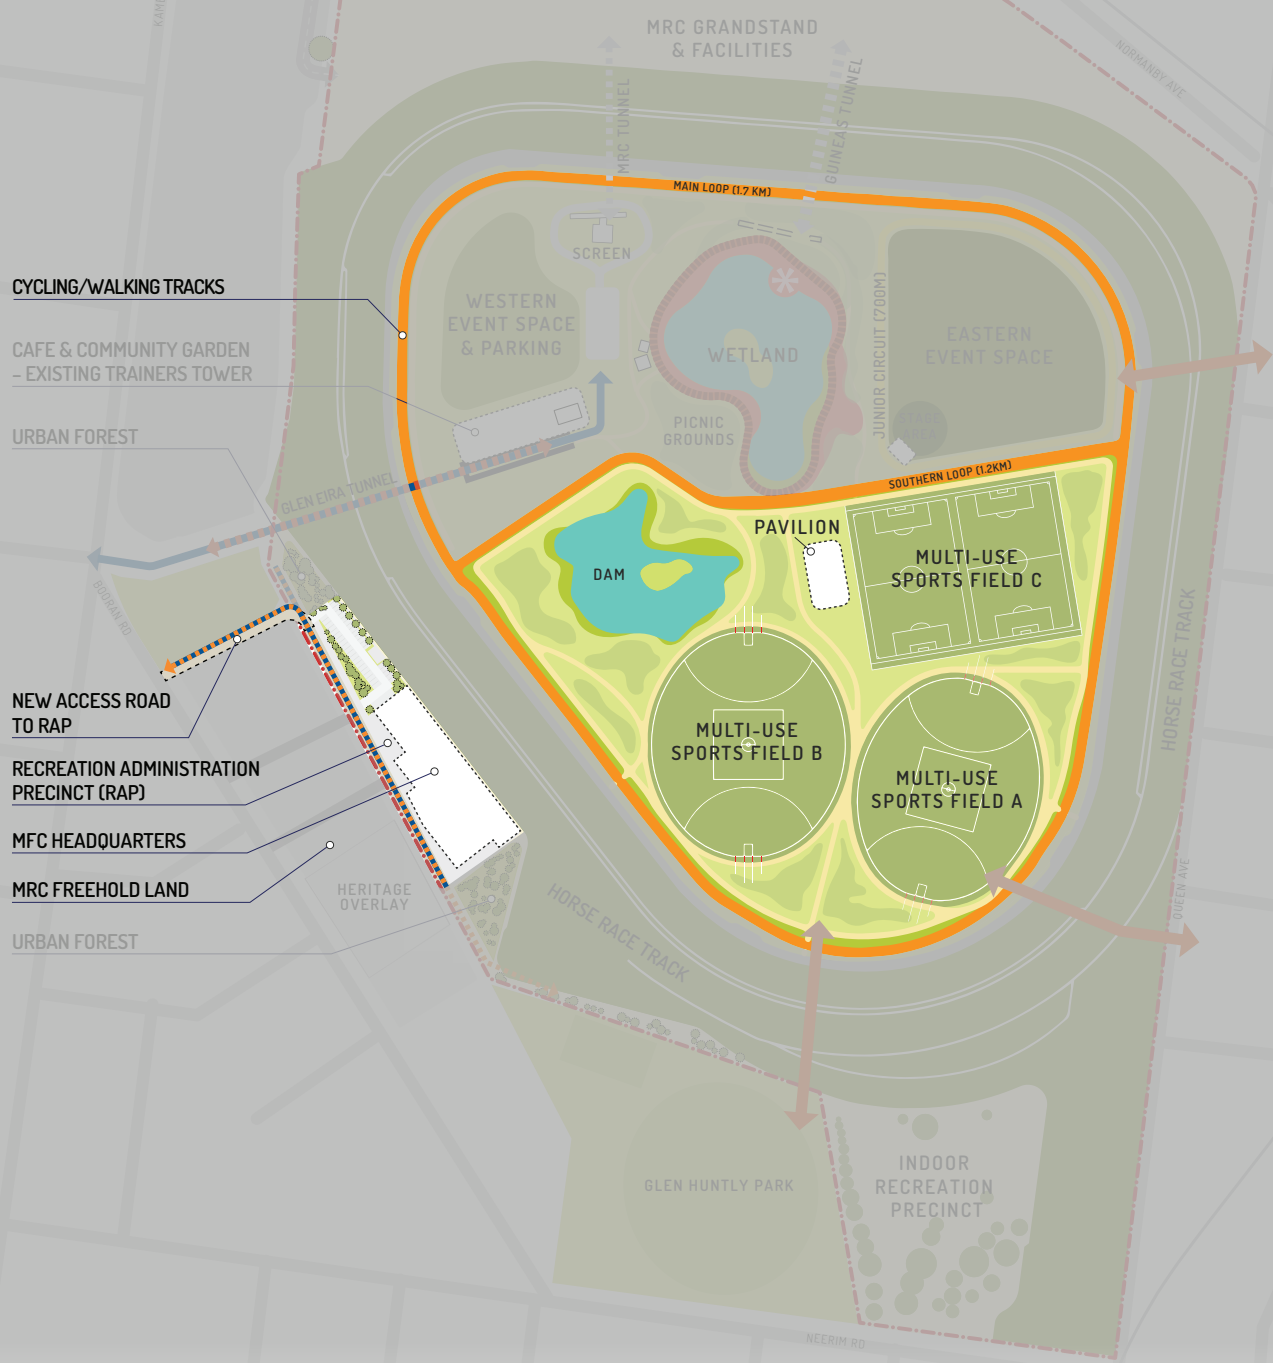 KAMB
MRC GRANDSTAND
& FACILITIES
NORMANBY AVE
MRC TUNNEL
GUINEAS TUNNEL
MAIN LOOP (1.7 KM)
SCREEN
CYCLING/WALKING TRACKS
WESTERN
EVENT SPACE
& PARKING
WETLAND
JUNIOR CIRCUIT (700M)
EASTERN
EVENT SPACE
CAFE & COMMUNITY GARDEN
– EXISTING TRAINERS TOWER
PICNIC
GROUNDS
URBAN FOREST
GLEN EIRA TUNNEL
SOUTHERN LOOP (1.2KM)
PAVILION
MULTI-USE
SPORTS FIELD C
DAM
BOORAN RD
HORSE RACE TRACK
NEW ACCESS ROAD
TO RAP
MULTI-USE
SPORTS FIELD B
RECREATION ADMINISTRATION
PRECINCT (RAP)
MULTI-USE
SPORTS FIELD A
MFC HEADQUARTERS
MRC FREEHOLD LAND
HERITAGE
OVERLAY
QUEEN AVE
HORSE RACE TRACK
URBAN FOREST
GLEN HUNTLY PARK
INDOOR
RECREATION
PRECINCT
NEERIM RD